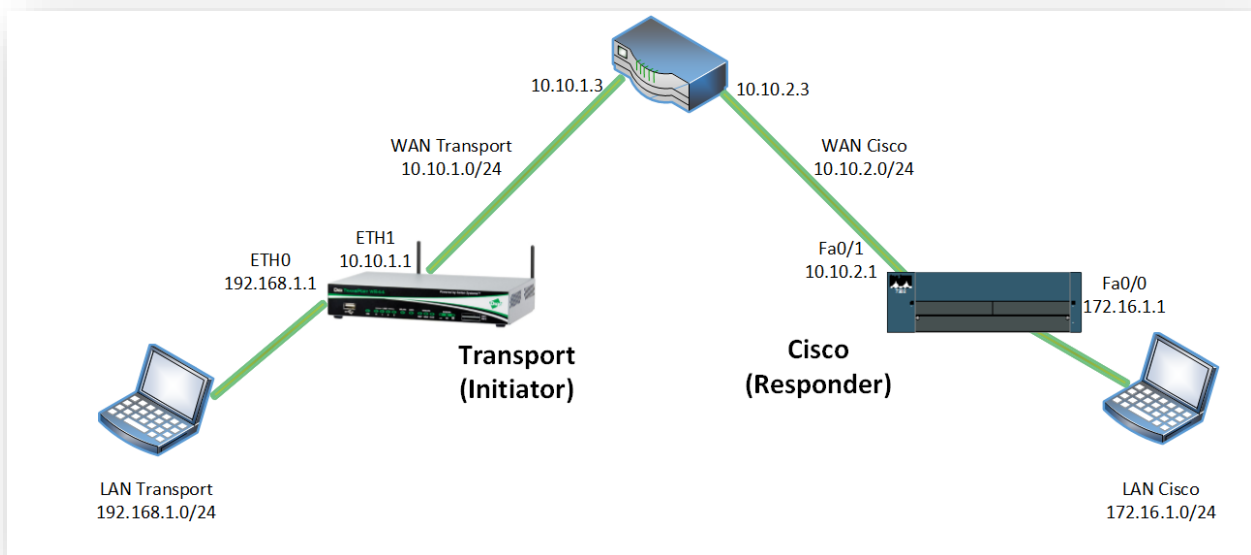 10.10.1.3
10.10.2.3
WAN Transport
10.10.1.0/24
WAN Cisco
10.10.2.0/24
ETH0
192.168.1.1
ETH1
10.10.1.1
Fa0/1
10.10.2.1
Fa0/0
172.16.1.1
Transport
(Initiator)
Cisco
(Responder)
LAN Transport
192.168.1.0/24
LAN Cisco
172.16.1.0/24